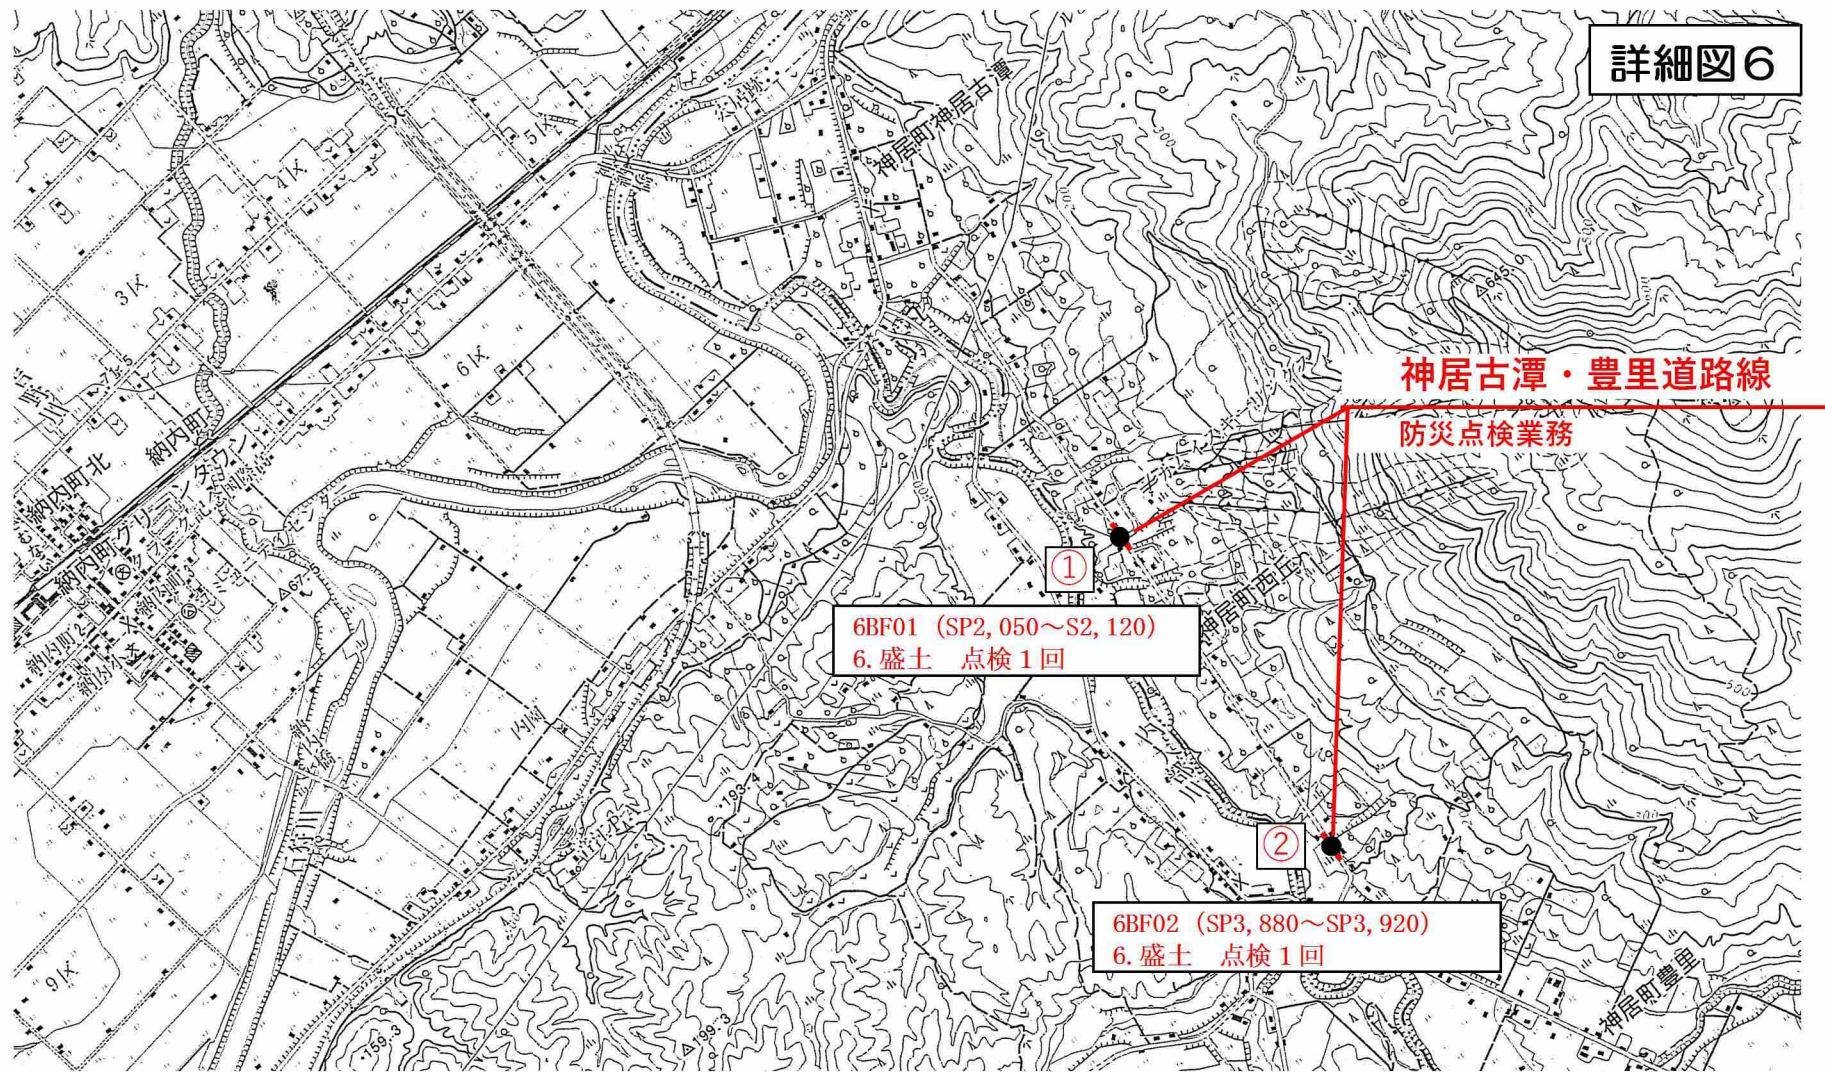 詳細図6
神居古潭・豊里道路線
防災点検業務
①
6BF01 (SP2,050～S2,120)
6.盛土　点検1回
②
6BF02 (SP3,880～SP3,920)
6.盛土　点検1回
神居町神居古潭
神居町西丘
神居町豊里
納内町北
納内町
納内町グリーンタウン
3区
4区
5区
6区
9区
内園
△645.0
△67.5
193.4
△199.3
159.3
300
200
500